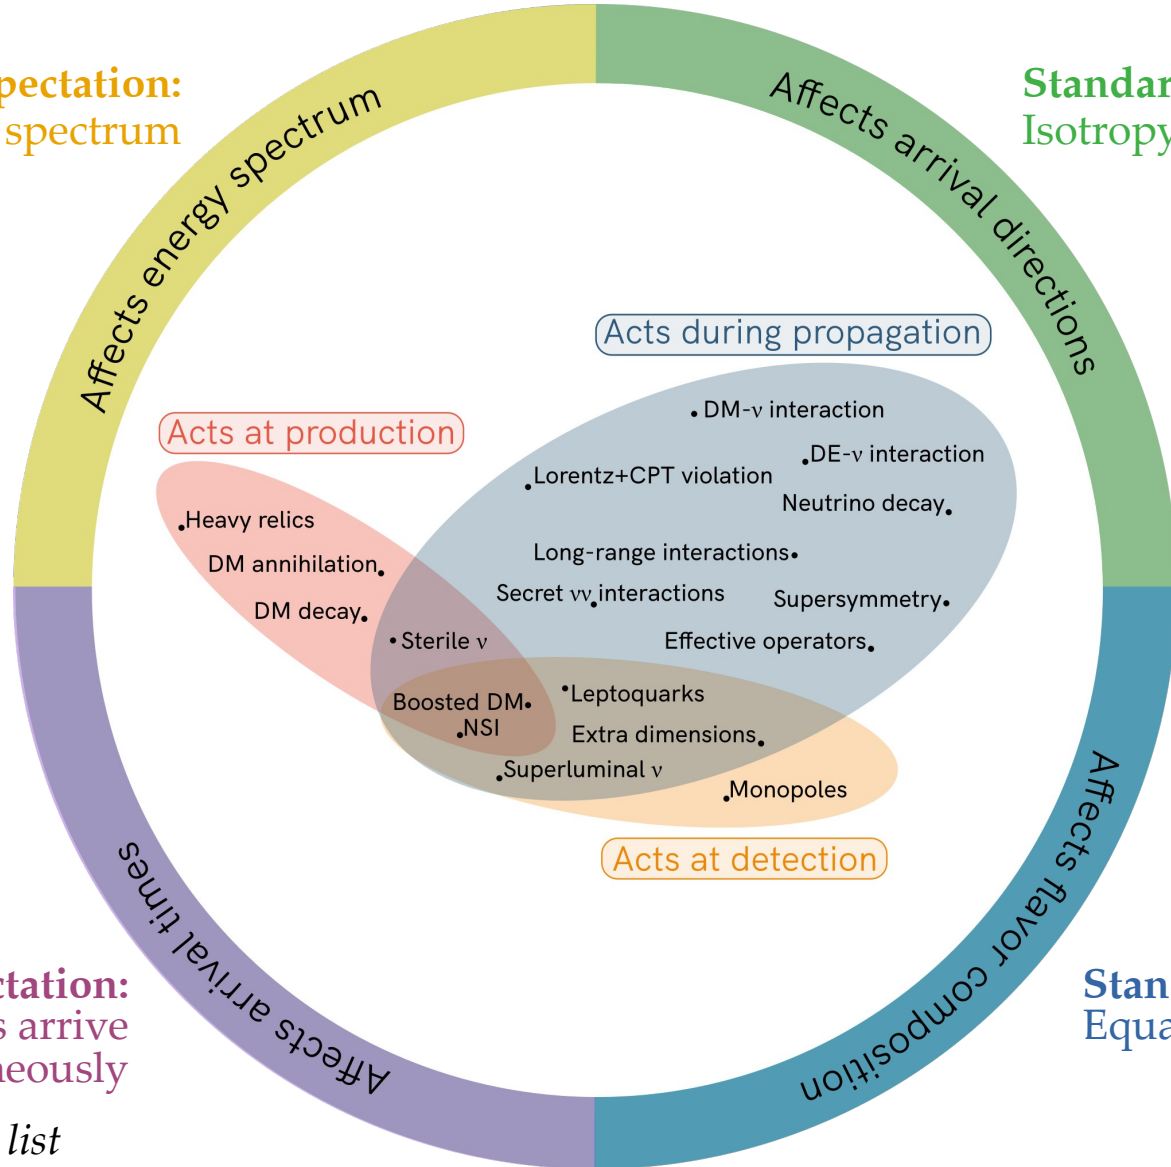 pectation:
spectrum
Standar
Isotropy
Affects energy spectrum
Affects arrival directions
Acts during propagation
DM-ν interaction
Acts at production
DE-ν interaction
Lorentz+CPT violation
Neutrino decay
Heavy relics
Long-range interactions
DM annihilation
Secret νν interactions
Supersymmetry
DM decay
Sterile ν
Effective operators
Leptoquarks
Boosted DM
NSI
Extra dimensions
Superluminal ν
Monopoles
Acts at detection
Affects arrival times
Affects flavor composition
ctation:
s arrive
neously
Stan
Equa
list